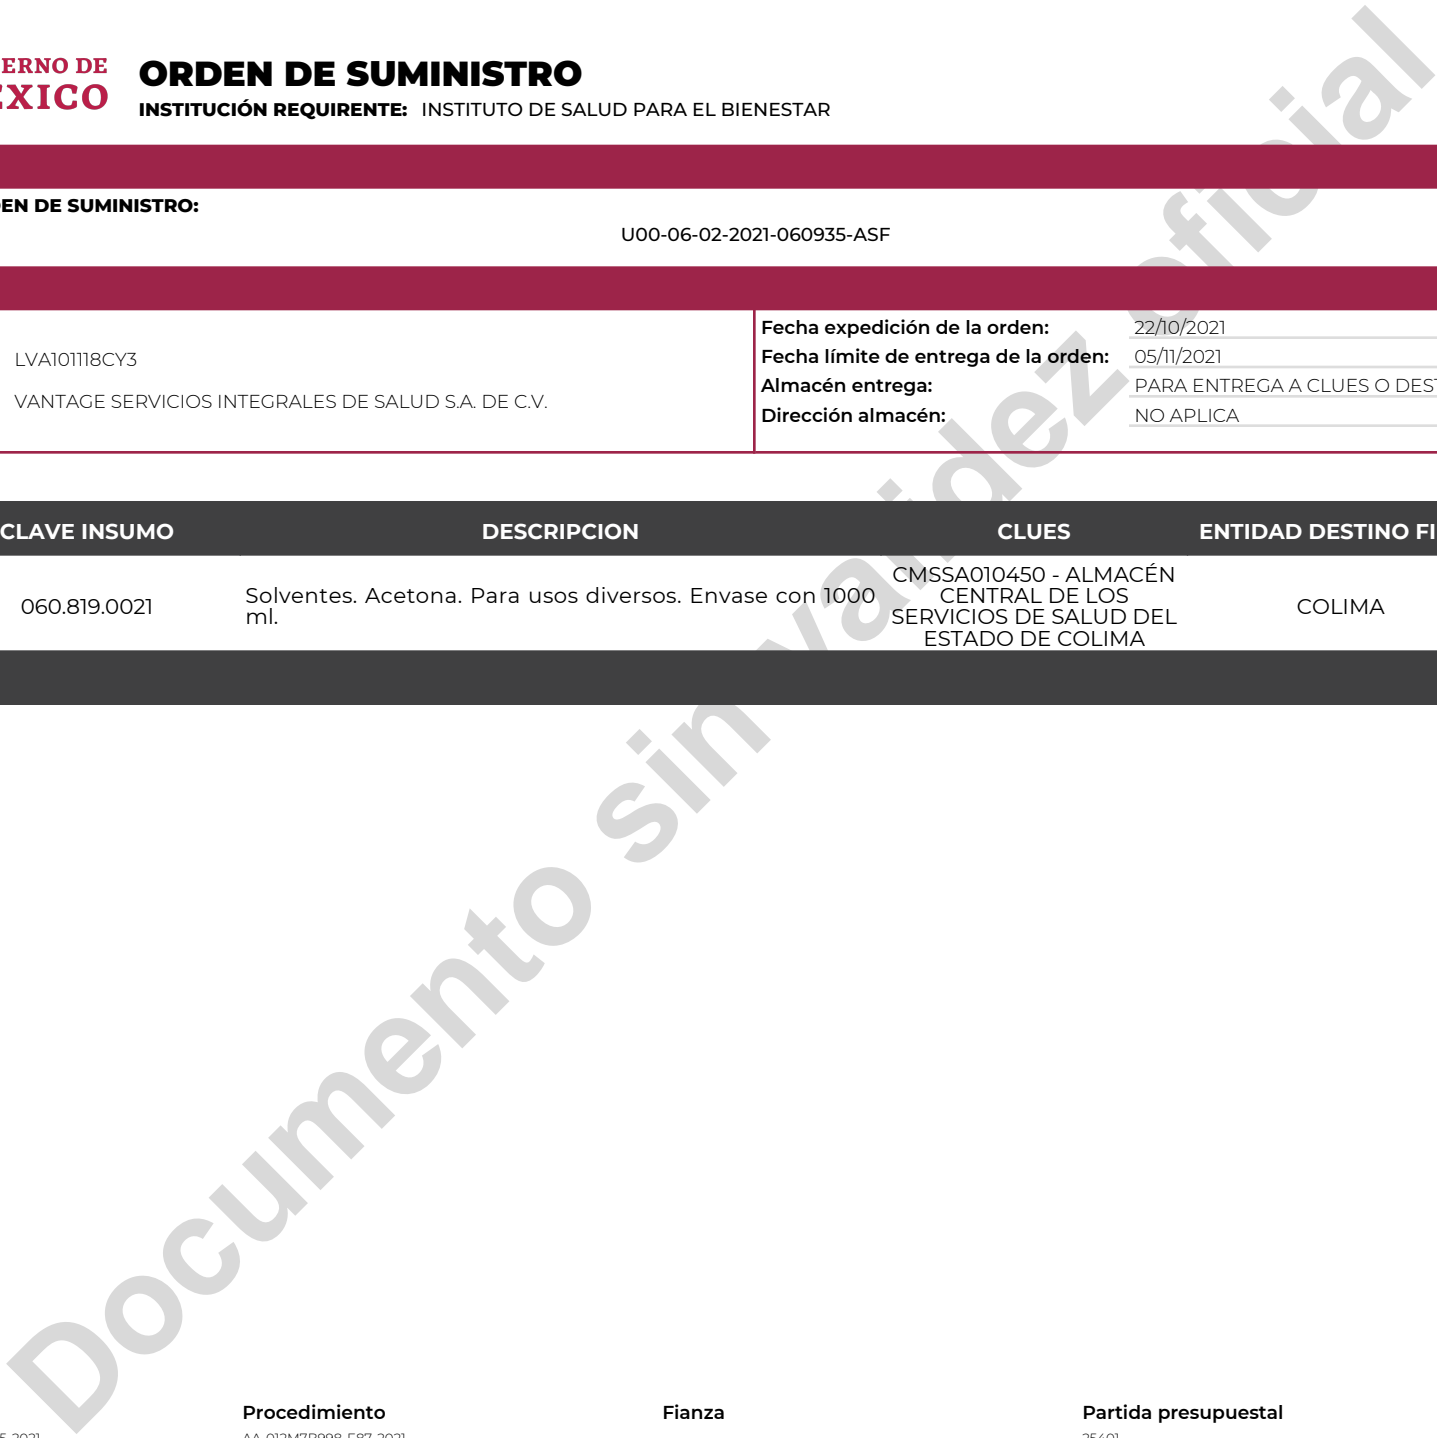 ERNO DE
ORDEN DE SUMINISTRO
INSTITUCIÓN REQUIRENTE: INSTITUTO DE SALUD PARA EL BIENESTAR
EN DE SUMINISTRO:
U00-06-02-2021-060935-ASF
LVA101118CY3
VANTAGE SERVICIOS INTEGRALES DE SALUD S.A. DE C.V.
Fecha expedición de la orden: 22/10/2021
Fecha límite de entrega de la orden: 05/11/2021
Almacén entrega: PARA ENTREGA A CLUES O DEST
Dirección almacén: NO APLICA
CLAVE INSUMO DESCRIPCION CLUES ENTIDAD DESTINO FI
060.819.0021
Solventes. Acetona. Para usos diversos. Envase con 1000
ml.
CMSSA010450 - ALMACÉN
CENTRAL DE LOS
SERVICIOS DE SALUD DEL
ESTADO DE COLIMA
COLIMA
Documento sin validez oficial
Procedimiento Fianza Partida presupuestal